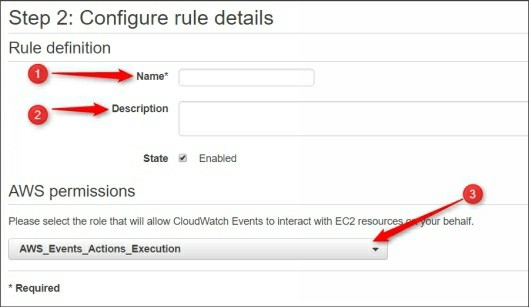 Step 2: Configure rule details
Rule definition
1 Name*
2 Description
State Enabled
AWS permissions
3
Please select the role that will allow CloudWatch Events to interact with EC2 resources on your behalf.
AWS_Events_Actions_Execution
* Required